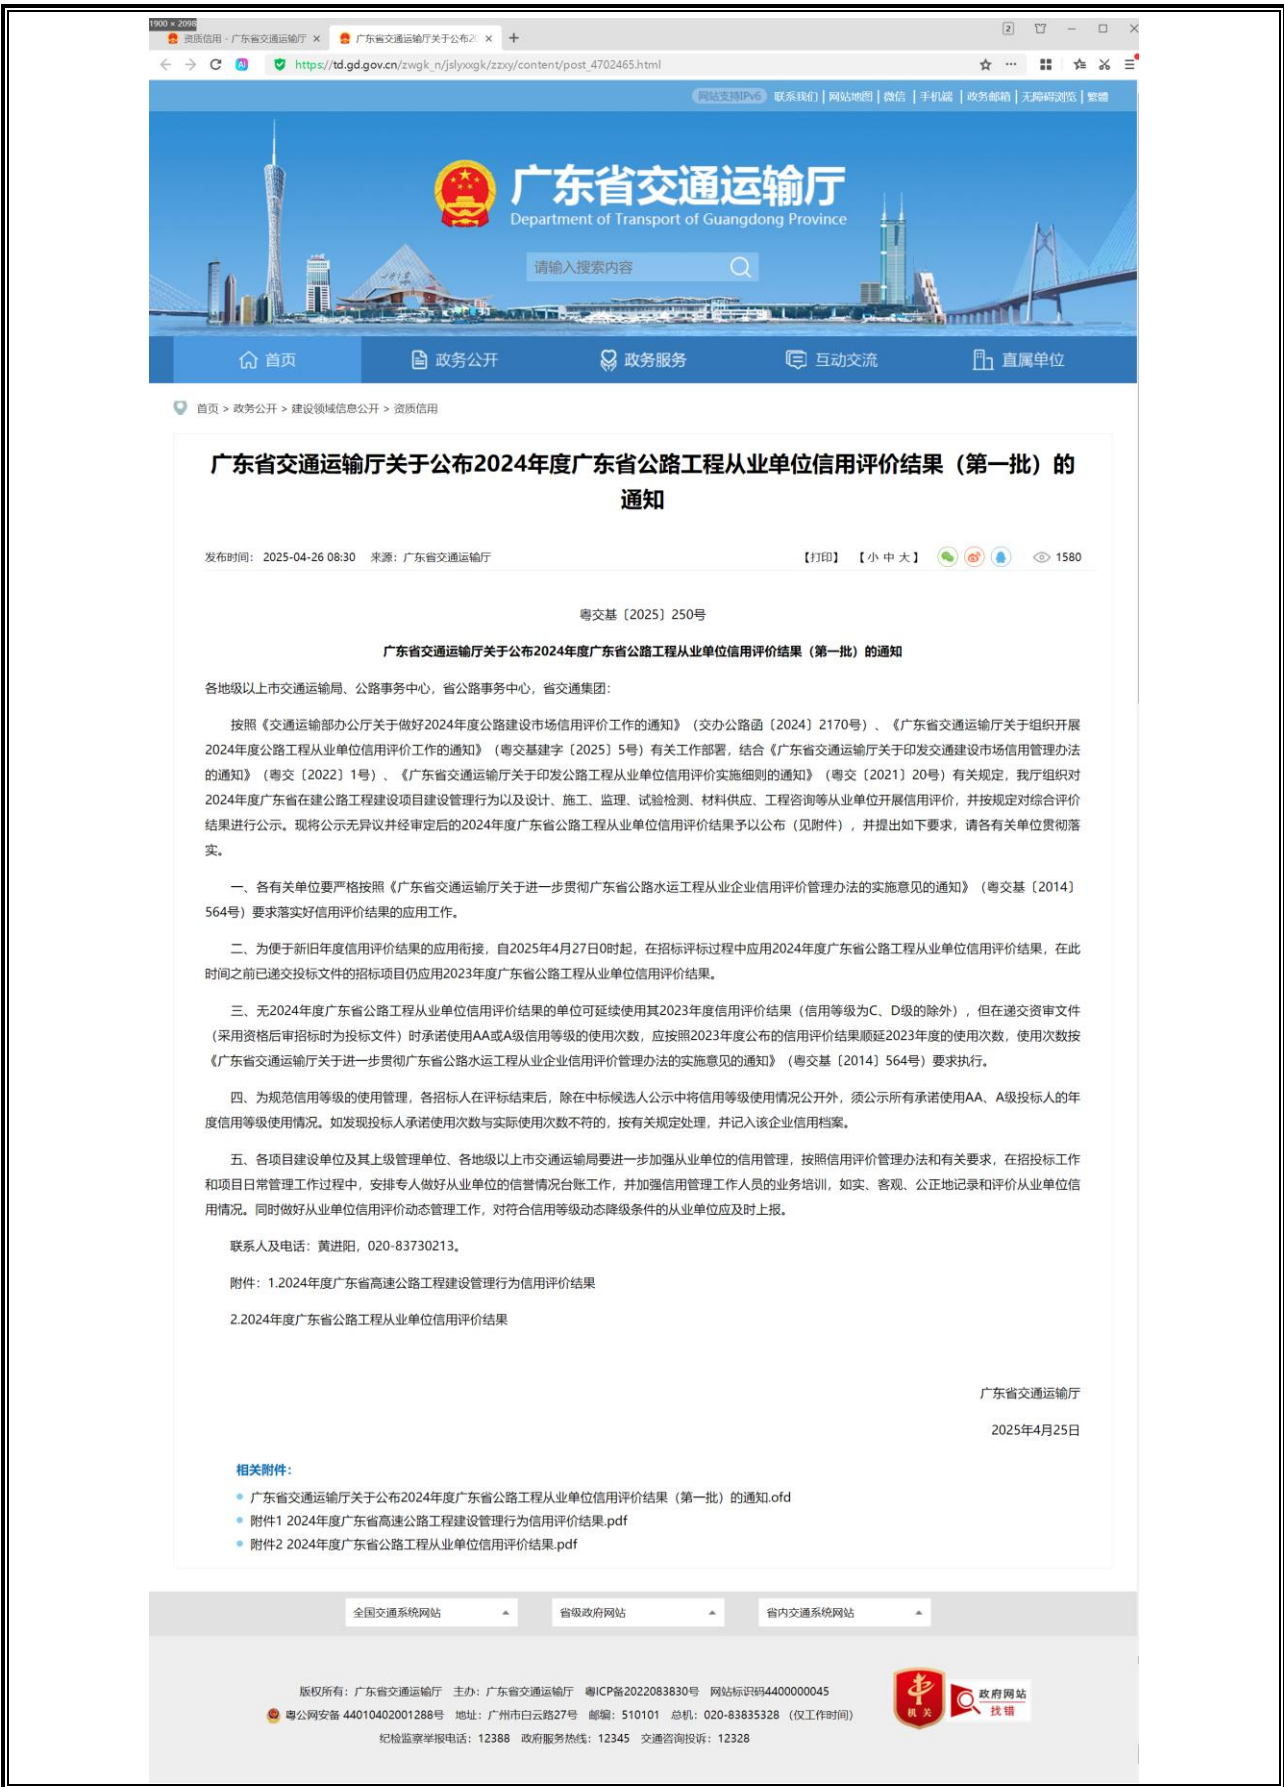 1900 × 2098
资质信用 - 广东省交通运输厅 × 广东省交通运输厅关于公布2 × +
https://td.gd.gov.cn/zwgk_n/jslyxxgk/zzxy/content/post_4702465.html
网站支持IPv6 联系我们 | 网站地图 | 微信 | 手机端 | 政务邮箱 | 无障碍浏览 | 繁體
广东省交通运输厅
Department of Transport of Guangdong Province
请输入搜索内容
首页 政务公开 政务服务 互动交流 直属单位
首页 > 政务公开 > 建设领域信息公开 > 资质信用
广东省交通运输厅关于公布2024年度广东省公路工程从业单位信用评价结果（第一批）的
通知
发布时间： 2025-04-26 08:30 来源：广东省交通运输厅 【打印】 【小 中 大】 1580
粤交基〔2025〕250号
广东省交通运输厅关于公布2024年度广东省公路工程从业单位信用评价结果（第一批）的通知
各地级以上市交通运输局、公路事务中心，省公路事务中心，省交通集团：
按照《交通运输部办公厅关于做好2024年度公路建设市场信用评价工作的通知》（交办公路函〔2024〕2170号）、《广东省交通运输厅关于组织开展
2024年度公路工程从业单位信用评价工作的通知》（粤交基建字〔2025〕5号）有关工作部署，结合《广东省交通运输厅关于印发交通建设市场信用管理办法
的通知》（粤交〔2022〕1号）、《广东省交通运输厅关于印发公路工程从业单位信用评价实施细则的通知》（粤交〔2021〕20号）有关规定，我厅组织对
2024年度广东省在建公路工程建设项目建设管理行为以及设计、施工、监理、试验检测、材料供应、工程咨询等从业单位开展信用评价，并按规定对综合评价
结果进行公示。现将公示无异议并经审定后的2024年度广东省公路工程从业单位信用评价结果予以公布（见附件），并提出如下要求，请各有关单位贯彻落
实。
一、各有关单位要严格按照《广东省交通运输厅关于进一步贯彻广东省公路水运工程从业企业信用评价管理办法的实施意见的通知》（粤交基〔2014〕
564号）要求落实好信用评价结果的应用工作。
二、为便于新旧年度信用评价结果的应用衔接，自2025年4月27日0时起，在招标评标过程中应用2024年度广东省公路工程从业单位信用评价结果，在此
时间之前已递交投标文件的招标项目仍应用2023年度广东省公路工程从业单位信用评价结果。
三、无2024年度广东省公路工程从业单位信用评价结果的单位可延续使用其2023年度信用评价结果（信用等级为C、D级的除外），但在递交资审文件
（采用资格后审招标时为投标文件）时承诺使用AA或A级信用等级的使用次数，应按照2023年度公布的信用评价结果顺延2023年度的使用次数，使用次数按
《广东省交通运输厅关于进一步贯彻广东省公路水运工程从业企业信用评价管理办法的实施意见的通知》（粤交基〔2014〕564号）要求执行。
四、为规范信用等级的使用管理，各招标人在评标结束后，除在中标候选人公示中将信用等级使用情况公开外，须公示所有承诺使用AA、A级投标人的年
度信用等级使用情况。如发现投标人承诺使用次数与实际使用次数不符的，按有关规定处理，并记入该企业信用档案。
五、各项目建设单位及其上级管理单位、各地级以上市交通运输局要进一步加强从业单位的信用管理，按照信用评价管理办法和有关要求，在招投标工作
和项目日常管理工作过程中，安排专人做好从业单位的信誉情况台账工作，并加强信用管理工作人员的业务培训，如实、客观、公正地记录和评价从业单位信
用情况。同时做好从业单位信用评价动态管理工作，对符合信用等级动态降级条件的从业单位应及时上报。
联系人及电话：黄进阳，020-83730213。
附件：1.2024年度广东省高速公路工程建设管理行为信用评价结果
2.2024年度广东省公路工程从业单位信用评价结果
广东省交通运输厅
2025年4月25日
相关附件：
广东省交通运输厅关于公布2024年度广东省公路工程从业单位信用评价结果（第一批）的通知.ofd
附件1 2024年度广东省高速公路工程建设管理行为信用评价结果.pdf
附件2 2024年度广东省公路工程从业单位信用评价结果.pdf
全国交通系统网站 省级政府网站 省内交通系统网站
版权所有：广东省交通运输厅 主办：广东省交通运输厅 粤ICP备2022083830号 网站标识码4400000045
粤公网安备 44010402001288号 地址：广州市白云路27号 邮编：510101 总机：020-83835328 （仅工作时间）
纪检监察举报电话：12388 政府服务热线：12345 交通咨询投诉：12328
机关
政府网站
找错